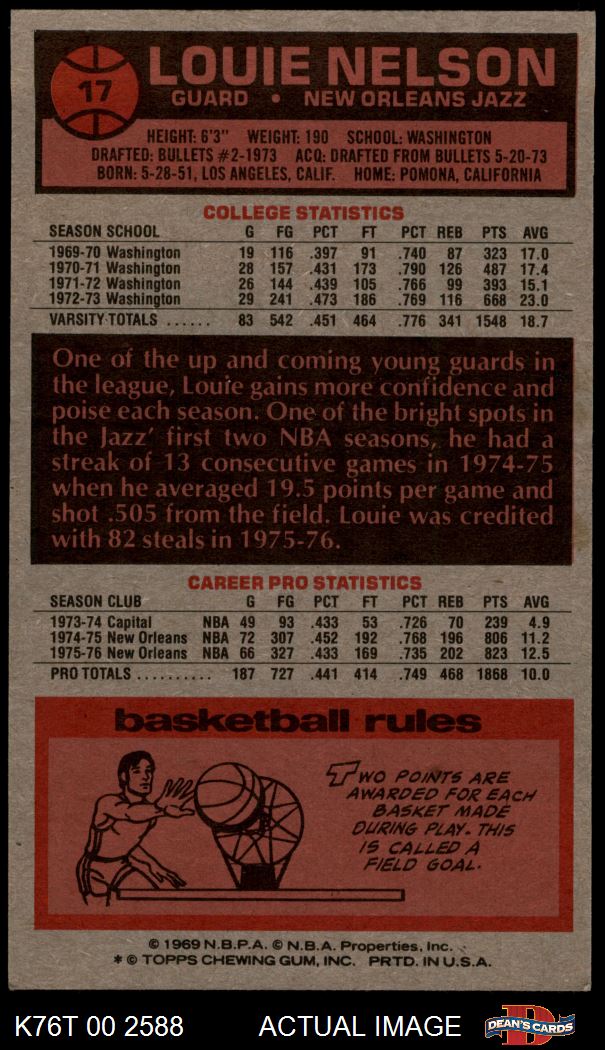 17
LOUIE NELSON
GUARD • NEW ORLEANS JAZZ
HEIGHT: 6'3" WEIGHT: 190 SCHOOL: WASHINGTON
DRAFTED: BULLETS #2-1973 ACQ: DRAFTED FROM BULLETS 5-20-73
BORN: 5-28-51, LOS ANGELES, CALIF. HOME: POMONA, CALIFORNIA
COLLEGE STATISTICS
SEASON SCHOOL G FG PCT FT PCT REB PTS AVG
1969-70 Washington 19 116 .397 91 .740 87 323 17.0
1970-71 Washington 28 157 .431 173 .790 126 487 17.4
1971-72 Washington 26 144 .439 105 .766 99 393 15.1
1972-73 Washington 29 241 .473 186 .769 116 668 23.0
VARSITY TOTALS ...... 83 542 .451 464 .776 341 1548 18.7
One of the up and coming young guards in
the league, Louie gains more confidence and
poise each season. One of the bright spots in
the Jazz' first two NBA seasons, he had a
streak of 13 consecutive games in 1974-75
when he averaged 19.5 points per game and
shot .505 from the field. Louie was credited
with 82 steals in 1975-76.
CAREER PRO STATISTICS
SEASON CLUB G FG PCT FT PCT REB PTS AVG
1973-74 Capital NBA 49 93 .433 53 .726 70 239 4.9
1974-75 New Orleans NBA 72 307 .452 192 .768 196 806 11.2
1975-76 New Orleans NBA 66 327 .433 169 .735 202 823 12.5
PRO TOTALS .......... 187 727 .441 414 .749 468 1868 10.0
basketball rules
TWO POINTS ARE
AWARDED FOR EACH
BASKET MADE
DURING PLAY. THIS
IS CALLED A
FIELD GOAL.
© 1969 N.B.P.A. © N.B.A. Properties, Inc.
* © TOPPS CHEWING GUM, INC. PRTD. IN U.S.A.
K76T 00 2588 ACTUAL IMAGE
D
DEAN'S CARDS